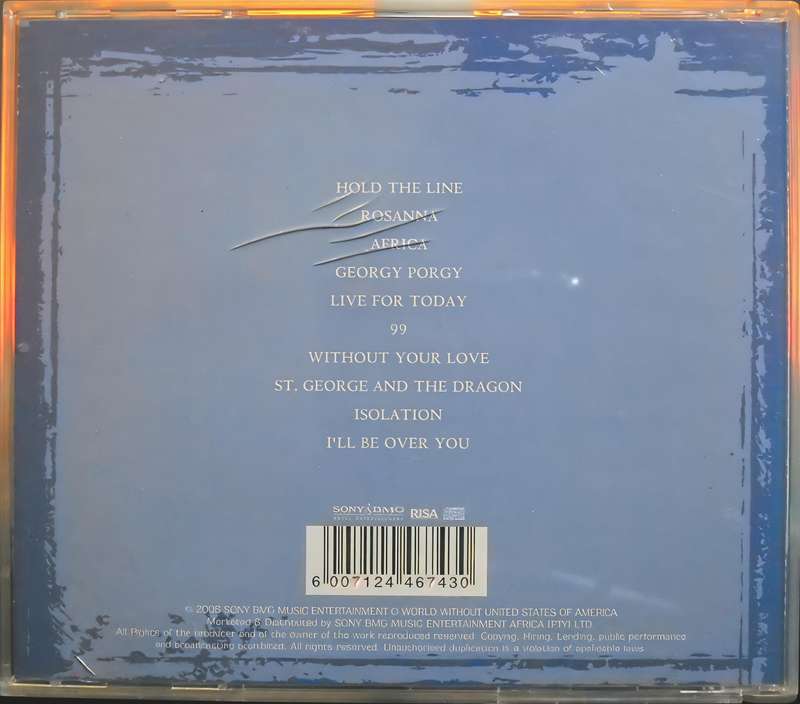 HOLD THE LINE
ROSANNA
AFRICA
GEORGY PORGY
LIVE FOR TODAY
99
WITHOUT YOUR LOVE
ST. GEORGE AND THE DRAGON
ISOLATION
I'LL BE OVER YOU
SONY BMG RISA
MUSIC ENTERTAINMENT
6 007124 467430
2008 SONY BMG MUSIC ENTERTAINMENT © WORLD WITHOUT UNITED STATES OF AMERICA
Marketed & Distributed by SONY BMG MUSIC ENTERTAINMENT AFRICA (PTY) LTD
All Rights of the producer and of the owner of the work reproduced reserved. Copying, Hiring, Lending, public performance
and broadcasting prohibited. All rights reserved. Unauthorised duplication is a violation of applicable laws